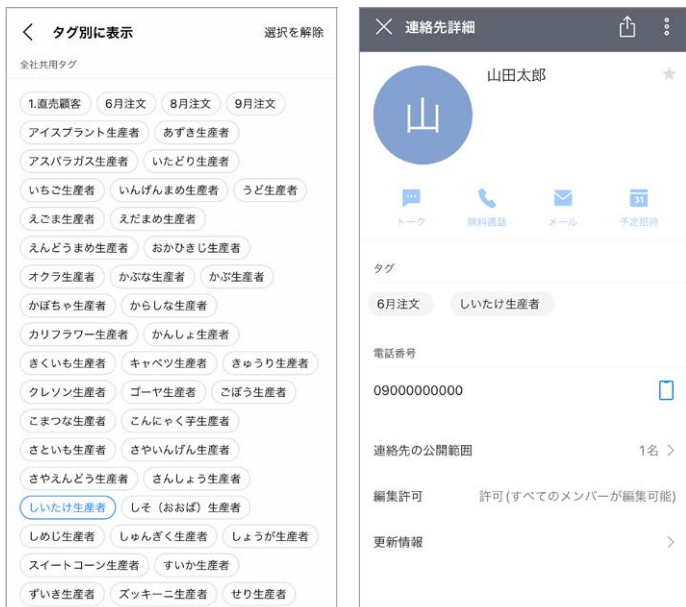 タグ別に表示 選択を解除
全社共用タグ
1.直売顧客 6月注文 8月注文 9月注文
アイスプラント生産者 あずき生産者
アスパラガス生産者 いたどり生産者
いちご生産者 いんげんまめ生産者 うど生産者
えごま生産者 えだまめ生産者
えんどうまめ生産者 おかひきじ生産者
オクラ生産者 かぶな生産者 かぶ生産者
かぼちゃ生産者 からしな生産者
カリフラワー生産者 かんしょ生産者
きくいも生産者 キャベツ生産者 きゅうり生産者
クレソン生産者 ゴーヤ生産者 ごぼう生産者
こまつな生産者 こんにゃく芋生産者
さといも生産者 さやいんげん生産者
さやえんどう生産者 さんしょう生産者
しいたけ生産者 しそ（おおば）生産者
しめじ生産者 しゅんぎく生産者 しょうが生産者
スイートコーン生産者 すいか生産者
ずいき生産者 ズッキーニ生産者 せり生産者
連絡先詳細
山田太郎
山
31
トーク 無料通話 メール 予定招待
タグ
6月注文 しいたけ生産者
電話番号
09000000000
連絡先の公開範囲 1名
編集許可 許可(すべてのメンバーが編集可能)
更新情報